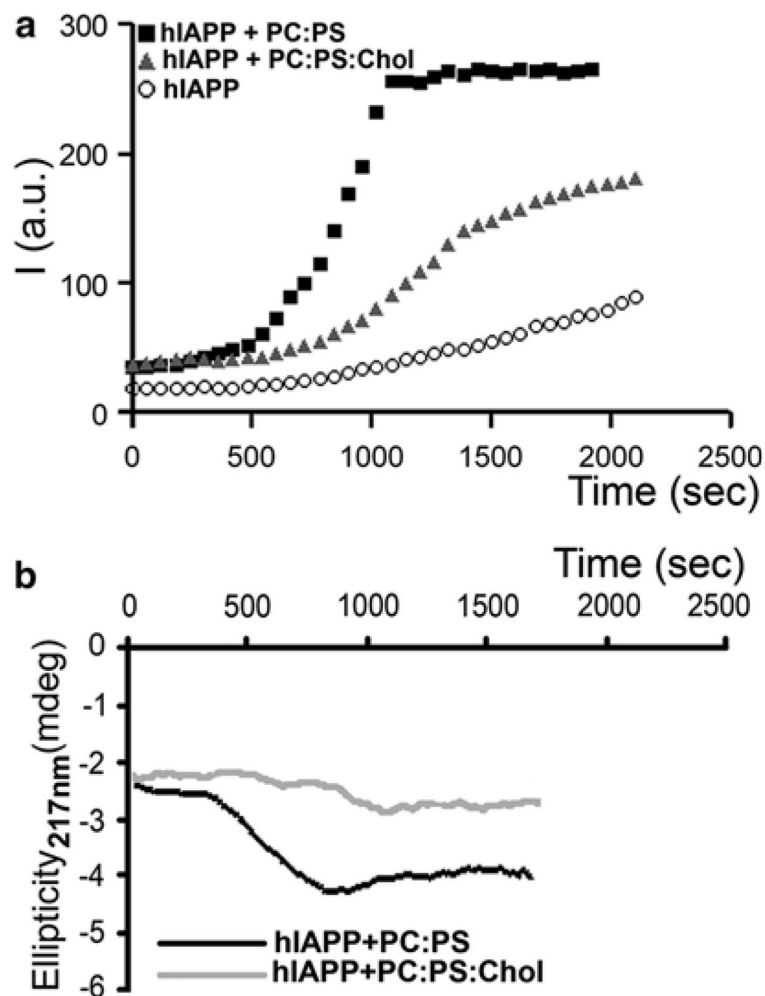 a
300
200
100
0
I (a.u.)
hIAPP + PC:PS
hIAPP + PC:PS:Chol
hIAPP
0 500 1000 1500 2000 2500
Time (sec)
b
Time (sec)
0 500 1000 1500 2000 2500
0
-1
-2
-3
-4
-5
-6
Ellipticity217nm(mdeg)
hIAPP+PC:PS
hIAPP+PC:PS:Chol